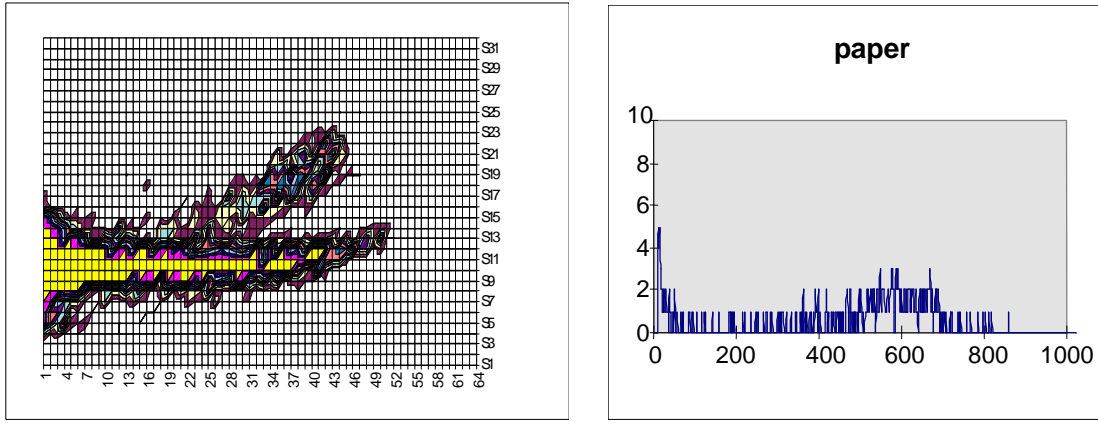 S31
S29
S27
S25
S23
S21
S19
S17
S15
S13
S11
S9
S7
S5
S3
S1
1 4 7 10 13 16 19 22 25 28 31 34 37 40 43 46 49 52 55 58 61 64
paper
10
8
6
4
2
0
0 200 400 600 800 1000